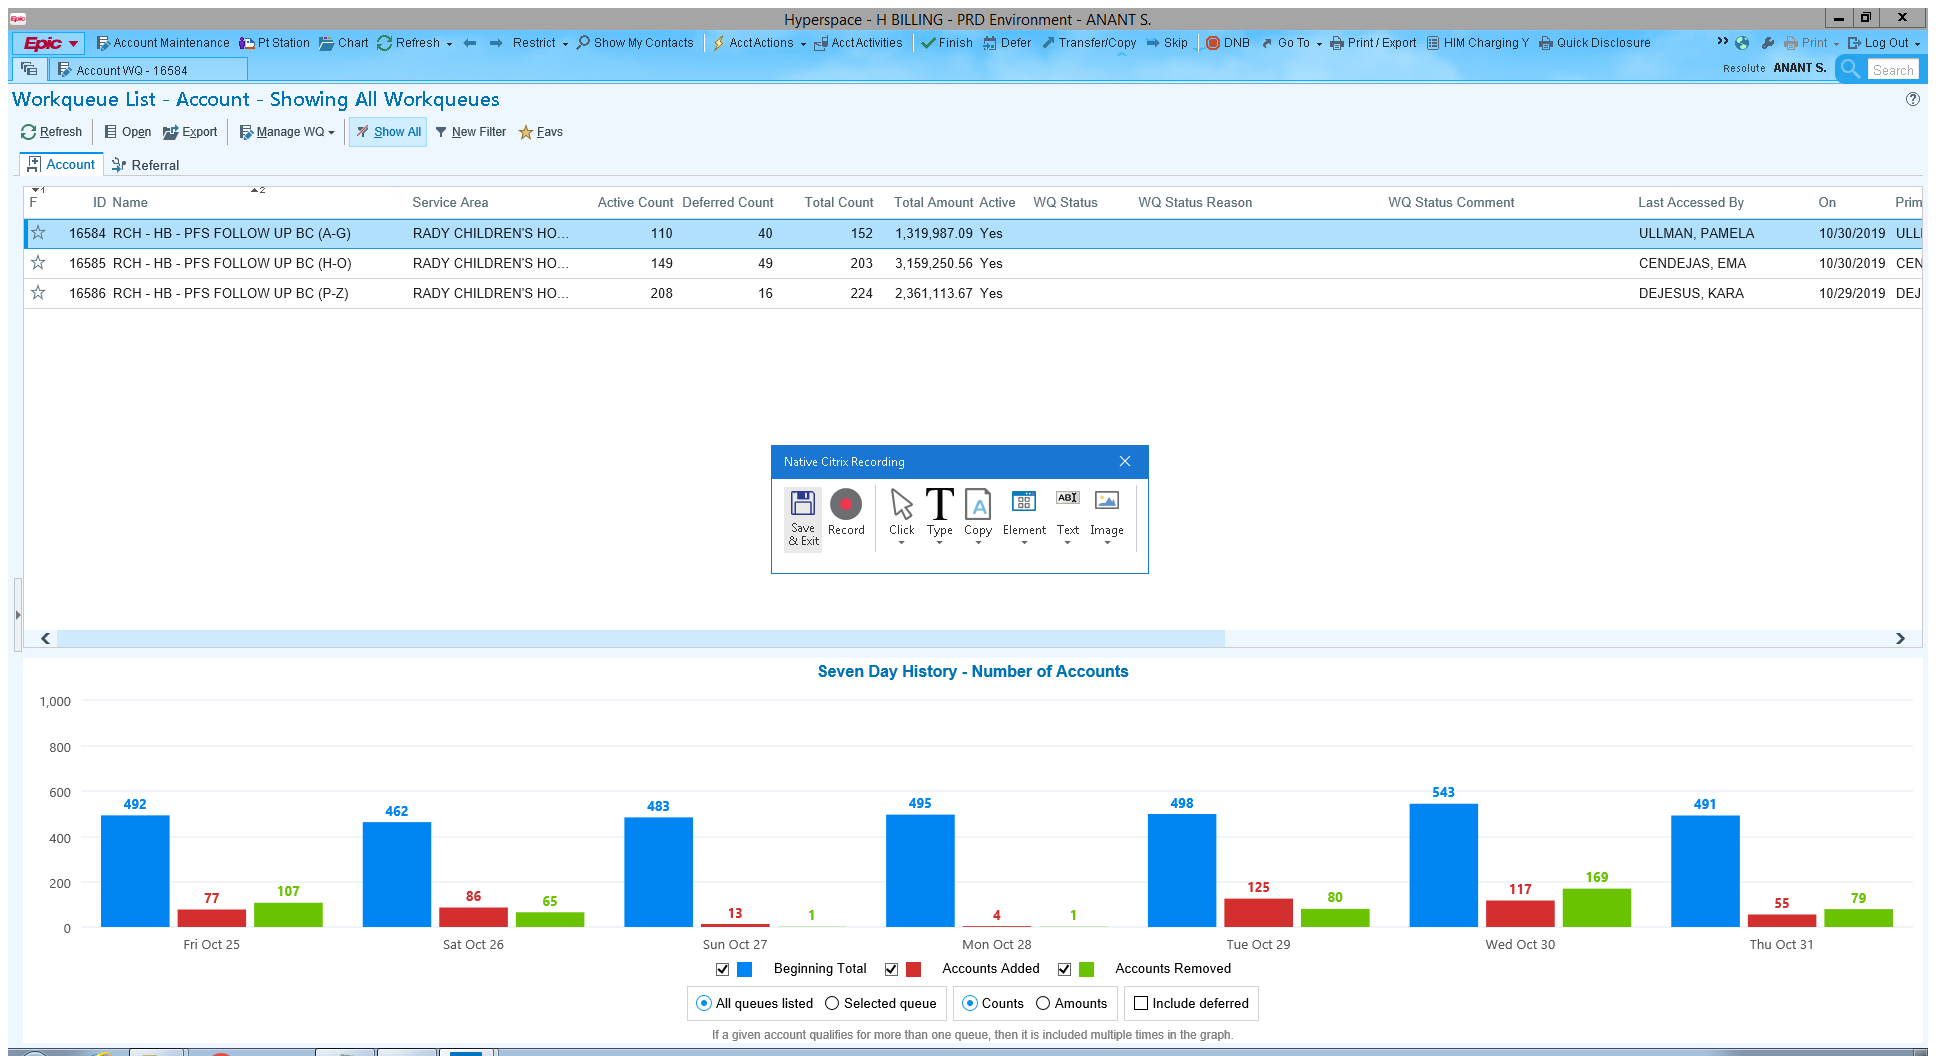 Epic Hyperspace - H BILLING - PRD Environment - ANANT S.
Epic Account Maintenance Pt Station Chart Refresh Restrict Show My Contacts AcctActions AcctActivities Finish Defer Transfer/Copy Skip DNB Go To Print / Export HIM Charging Y Quick Disclosure Print Log Out
Account WQ - 16584 Resolute ANANT S. Search
Workqueue List - Account - Showing All Workqueues
Refresh Open Export Manage WQ Show All New Filter Favs
Account Referral
1 2
F ID Name Service Area Active Count Deferred Count Total Count Total Amount Active WQ Status WQ Status Reason WQ Status Comment Last Accessed By On Prim
16584 RCH - HB - PFS FOLLOW UP BC (A-G) RADY CHILDREN'S HO... 110 40 152 1,319,987.09 Yes ULLMAN, PAMELA 10/30/2019 ULL
16585 RCH - HB - PFS FOLLOW UP BC (H-O) RADY CHILDREN'S HO... 149 49 203 3,159,250.56 Yes CENDEJAS, EMA 10/30/2019 CEN
16586 RCH - HB - PFS FOLLOW UP BC (P-Z) RADY CHILDREN'S HO... 208 16 224 2,361,113.67 Yes DEJESUS, KARA 10/29/2019 DEJ
Native Citrix Recording
Save & Exit Record Click Type Copy Element Text Image
Seven Day History - Number of Accounts
1,000
800
600
400
200
0
492 77 107
462 86 65
483 13 1
495 4 1
498 125 80
543 117 169
491 55 79
Fri Oct 25 Sat Oct 26 Sun Oct 27 Mon Oct 28 Tue Oct 29 Wed Oct 30 Thu Oct 31
Beginning Total Accounts Added Accounts Removed
All queues listed Selected queue Counts Amounts Include deferred
If a given account qualifies for more than one queue, then it is included multiple times in the graph.